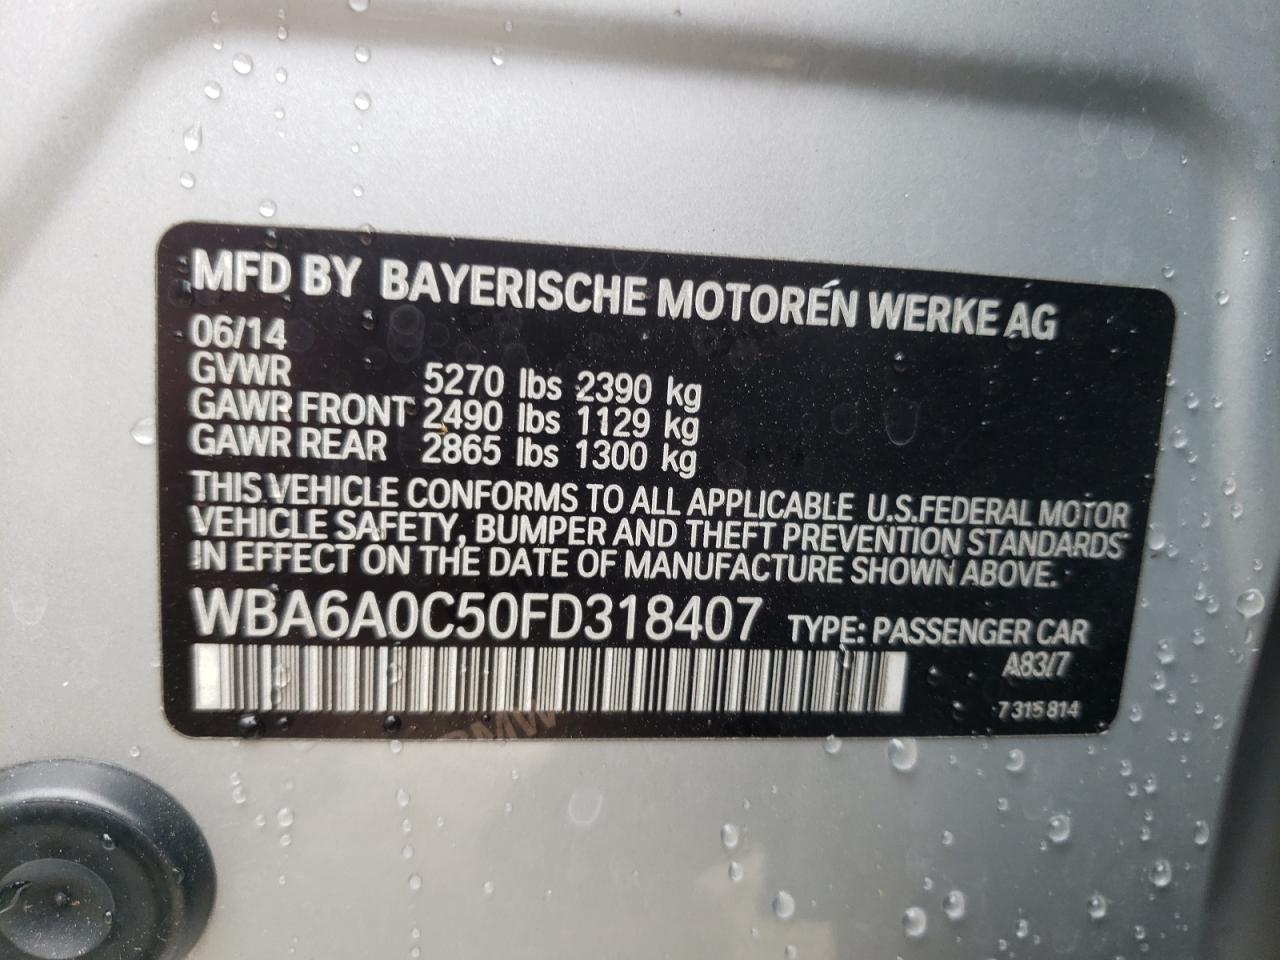 MFD BY BAYERISCHE MOTOREN WERKE AG
06/14
GVWR 5270 lbs 2390 kg
GAWR FRONT 2490 lbs 1129 kg
GAWR REAR 2865 lbs 1300 kg
THIS VEHICLE CONFORMS TO ALL APPLICABLE U.S.FEDERAL MOTOR
VEHICLE SAFETY, BUMPER AND THEFT PREVENTION STANDARDS
IN EFFECT ON THE DATE OF MANUFACTURE SHOWN ABOVE.
WBA6A0C50FD318407 TYPE: PASSENGER CAR
A83/7
7 315 814
BMW